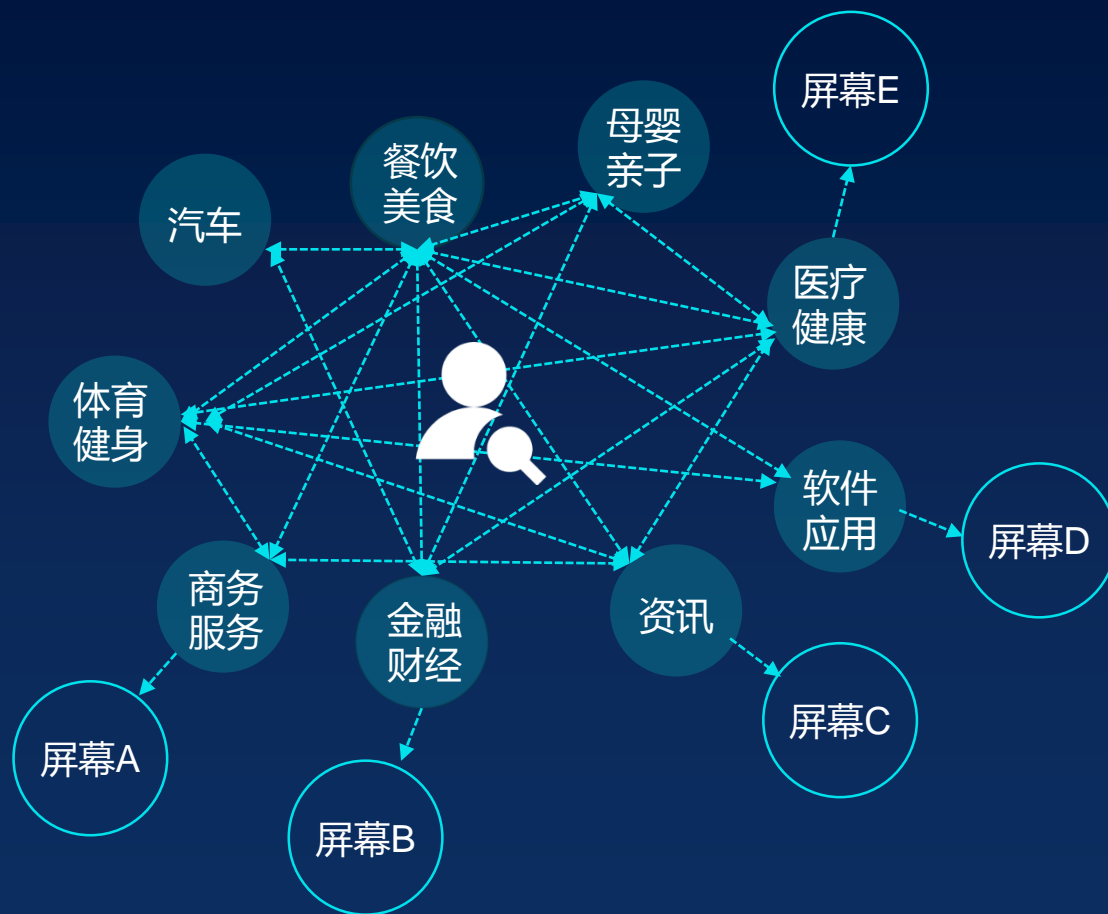 屏幕E
母婴
亲子
餐饮
美食
汽车
医疗
健康
体育
健身
软件
应用
屏幕D
商务
服务
金融
财经
资讯
屏幕C
屏幕A
屏幕B